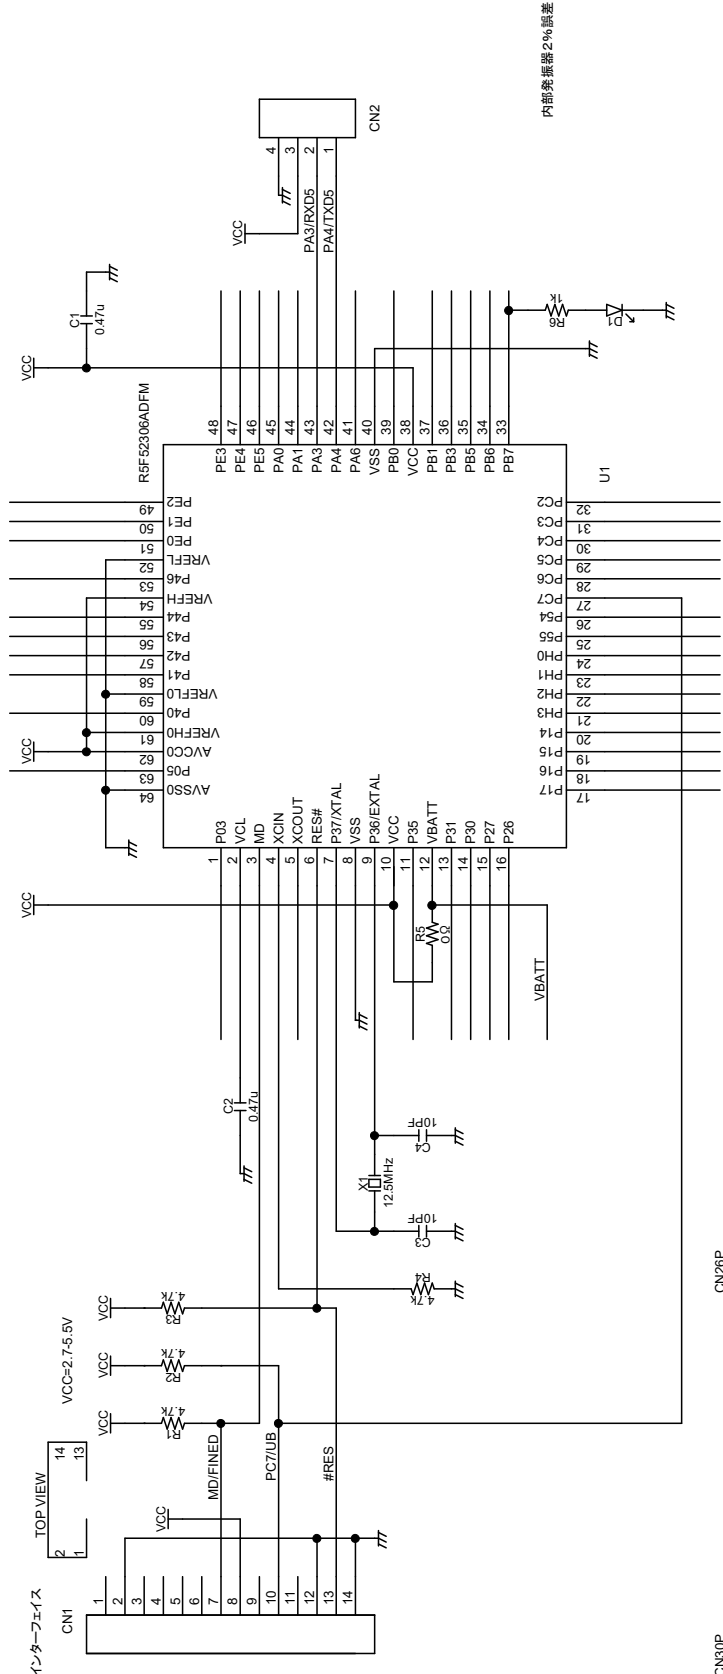 内部発振器2%誤差
CN2
4
3
2
1
VCC
PA3/RXD5
PA4/TXD5
C1
0.47u
VCC
R6
1k
D1
R5F52306ADFM
U1
48
47
46
45
44
43
42
41
40
39
38
37
36
35
34
33
PE3
PE4
PE5
PA0
PA1
PA3
PA4
PA6
VSS
PB0
VCC
PB1
PB3
PB5
PB6
PB7
49
50
51
52
53
54
55
56
57
58
59
60
61
62
63
64
PE2
PE1
PE0
VREFL
P46
VREFH
P44
P43
P42
P41
VREFL0
P40
VREFH0
AVCC0
P05
AVSS0
VCC
PC2
PC3
PC4
PC5
PC6
PC7
P54
P55
PH0
PH1
PH2
PH3
P14
P15
P16
P17
32
31
30
29
28
27
26
25
24
23
22
21
20
19
18
17
P03
VCL
MD
XCIN
XCOUT
RES#
P37/XTAL
VSS
P36/EXTAL
VCC
P35
VBATT
P31
P30
P27
P26
1
2
3
4
5
6
7
8
9
10
11
12
13
14
15
16
VCC
R5
0Ω
VBATT
C2
0.47u
X1
12.5MHz
C4
10PF
C3
10PF
R4
4.7k
VCC
R3
4.7k
VCC
R2
4.7k
VCC
R1
4.7k
VCC=2.7-5.5V
TOP VIEW
2
14
1
13
MD/FINED
PC7/UB
#RES
VCC
インターフェイス
CN1
1
2
3
4
5
6
7
8
9
10
11
12
13
14
CN26P
CN30P